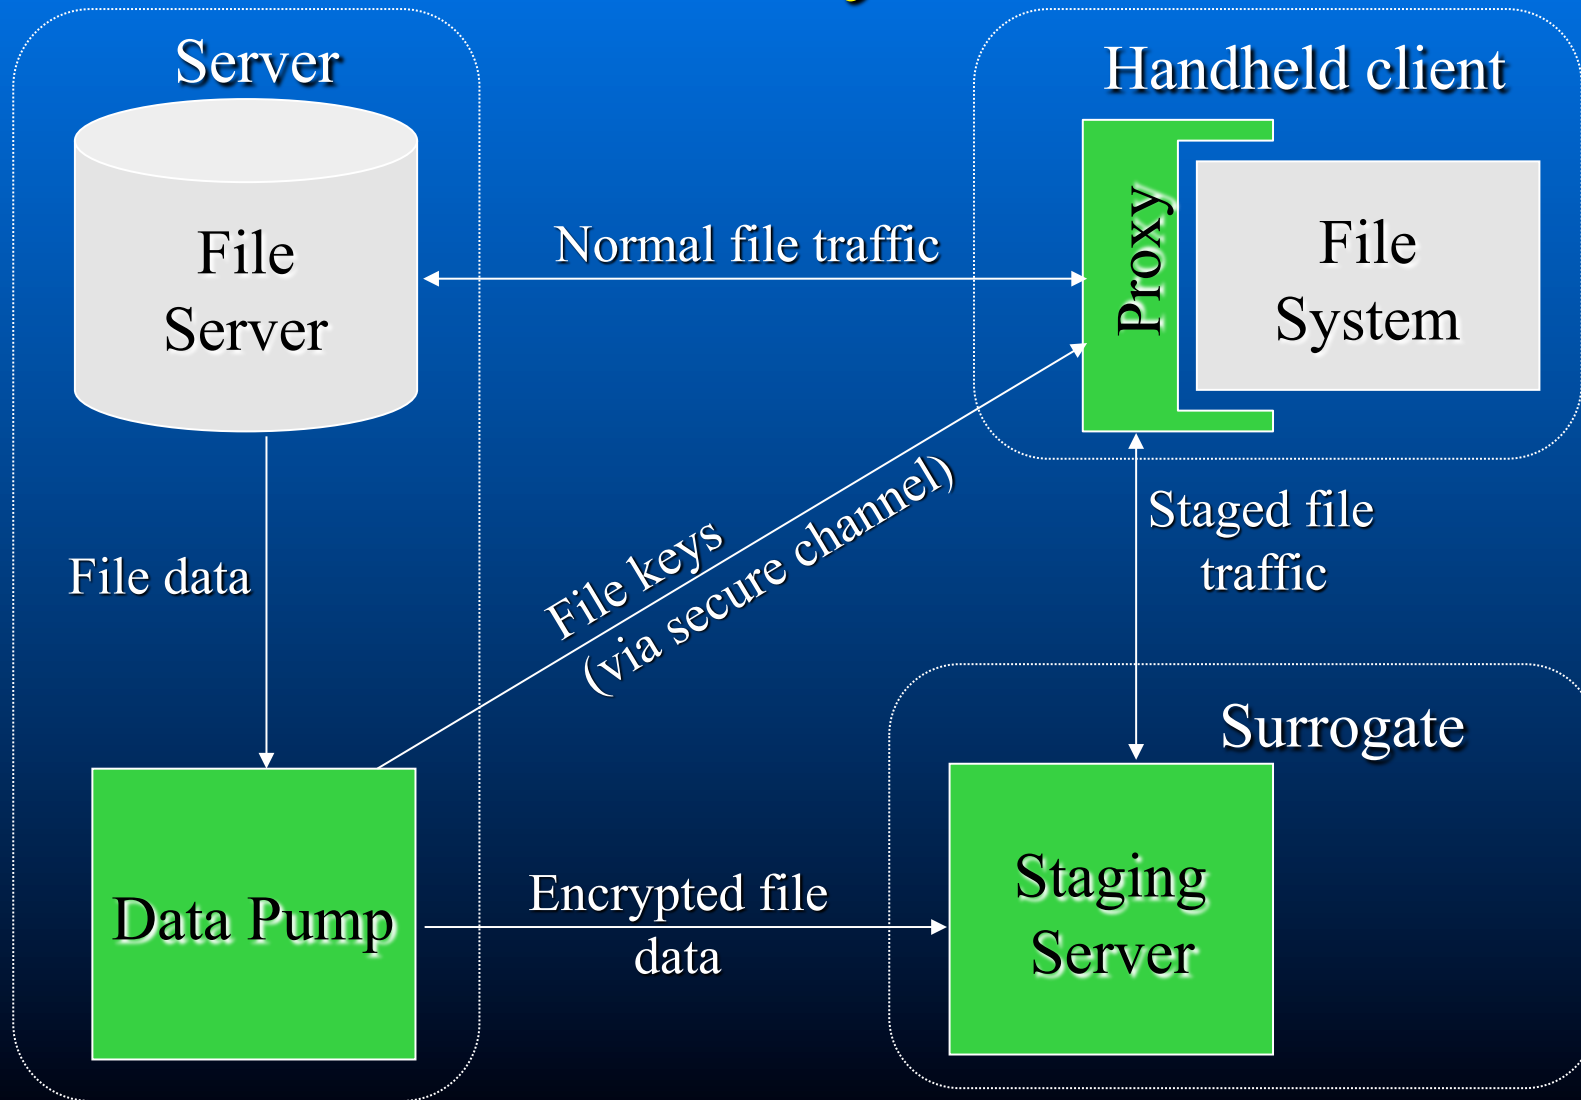 Server
Handheld client
File
Server
Normal file traffic
Proxy
File
System
File data
File keys
(via secure channel)
Staged file
traffic
Surrogate
Data Pump
Encrypted file
data
Staging
Server